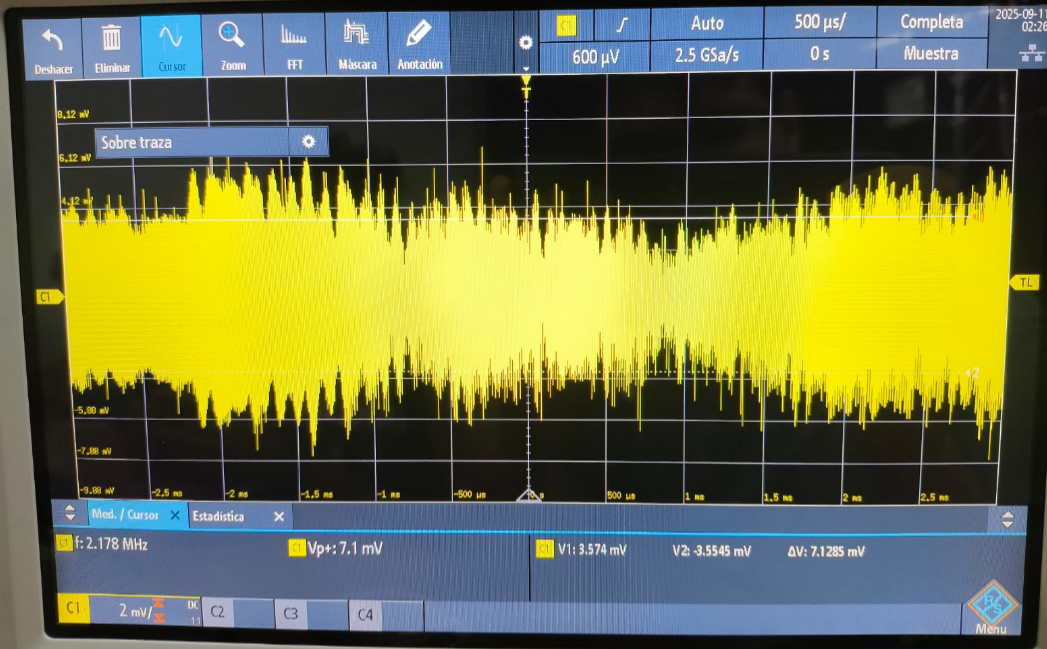 Deshacer
Eliminar
Cursor
Zoom
FFT
Máscara
Anotación
C1
Auto
500 µs/
Completa
600 µV
2.5 GSa/s
0 s
Muestra
2025-09-1
02:26
T
8.12 mV
Sobre traza
6.12 mV
4.12
C1
TL
2
-5.88 mV
-7.88 mV
-9.88 mV
-2.5 ms
-2 ms
-1.5 ms
-1 ms
-500 µs
0 s
500 µs
1 ms
1.5 ms
2 ms
2.5 ms
Med. / Cursor
Estadística
C1 f: 2.178 MHz
C1 Vp+: 7.1 mV
C1 V1: 3.574 mV
V2: -3.5545 mV
ΔV: 7.1285 mV
C1
2 mV/
DC
1:1
C2
C3
C4
R&S
Menú